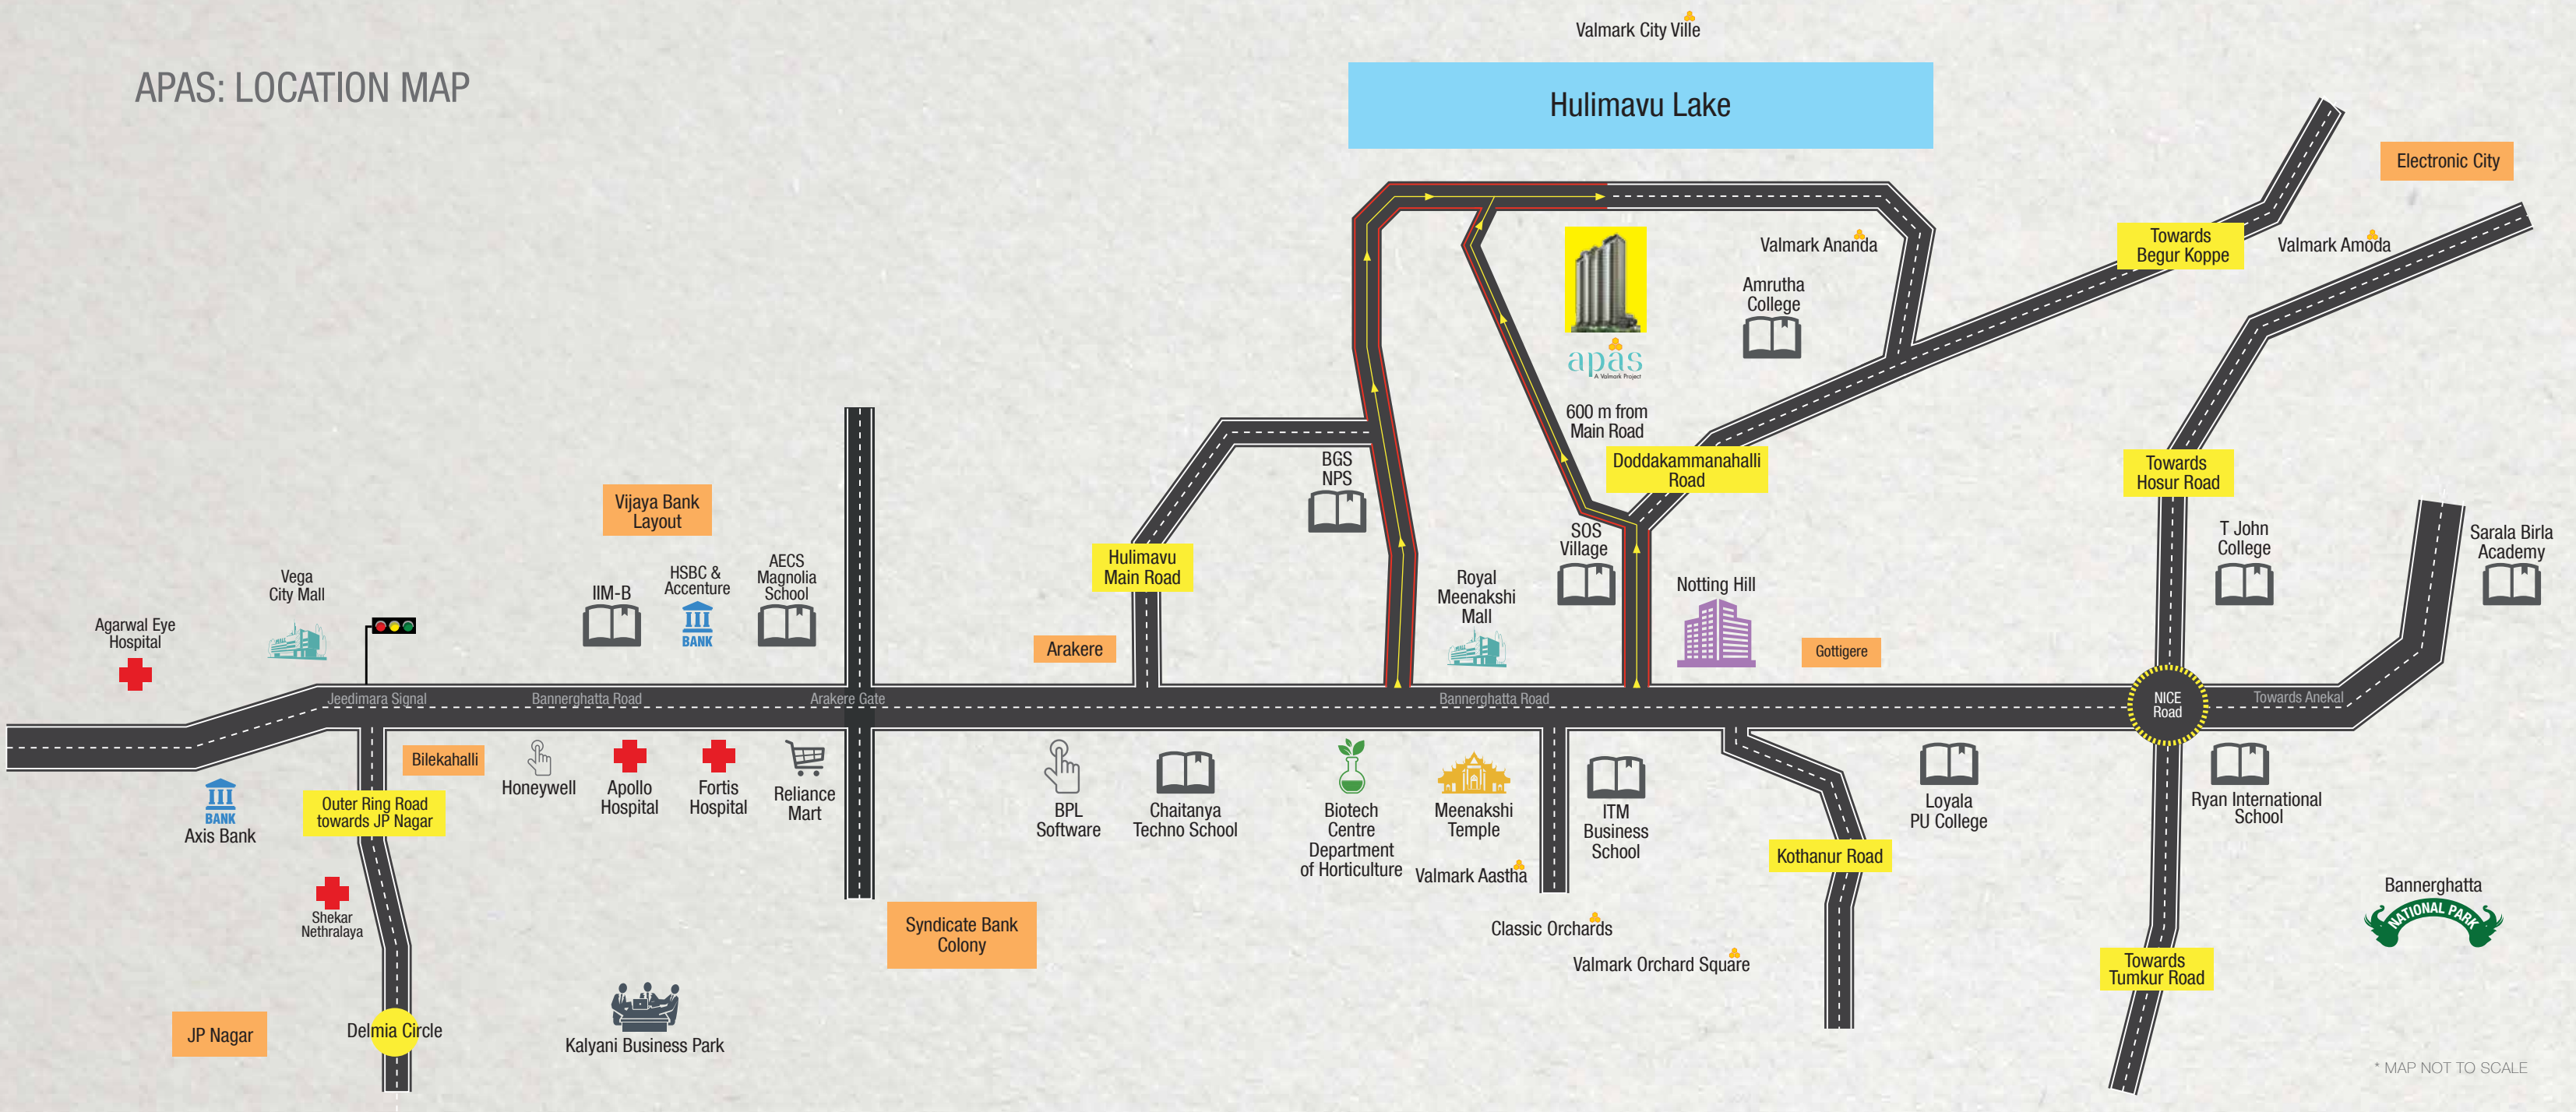 Valmark City Ville
APAS: LOCATION MAP
Hulimavu Lake
Electronic City
Towards
Begur Koppe
Valmark Amoda
Valmark Ananda
Amrutha
College
apas
A Valmark Project
600 m from
Main Road
Doddakammanahalli
Road
BGS
NPS
Towards
Hosur Road
Vijaya Bank
Layout
T John
College
Sarala Birla
Academy
SOS
Village
Hulimavu
Main Road
AECS
Magnolia
School
HSBC &
Accenture
BANK
IIM-B
Vega
City Mall
Royal
Meenakshi
Mall
Notting Hill
Agarwal Eye
Hospital
Arakere
Gottigere
Jeedimara Signal
Bannerghatta Road
Arakere Gate
Bannerghatta Road
NICE
Road
Towards Anekal
Bilekahalli
Honeywell
Apollo
Hospital
Fortis
Hospital
Reliance
Mart
BPL
Software
Chaitanya
Techno School
Biotech
Centre
Department
of Horticulture
Meenakshi
Temple
Valmark Aastha
ITM
Business
School
Loyala
PU College
Ryan International
School
BANK
Axis Bank
Outer Ring Road
towards JP Nagar
Kothanur Road
Shekar
Nethralaya
Syndicate Bank
Colony
Classic Orchards
Valmark Orchard Square
Bannerghatta
NATIONAL PARK
Towards
Tumkur Road
JP Nagar
Delmia Circle
Kalyani Business Park
* MAP NOT TO SCALE